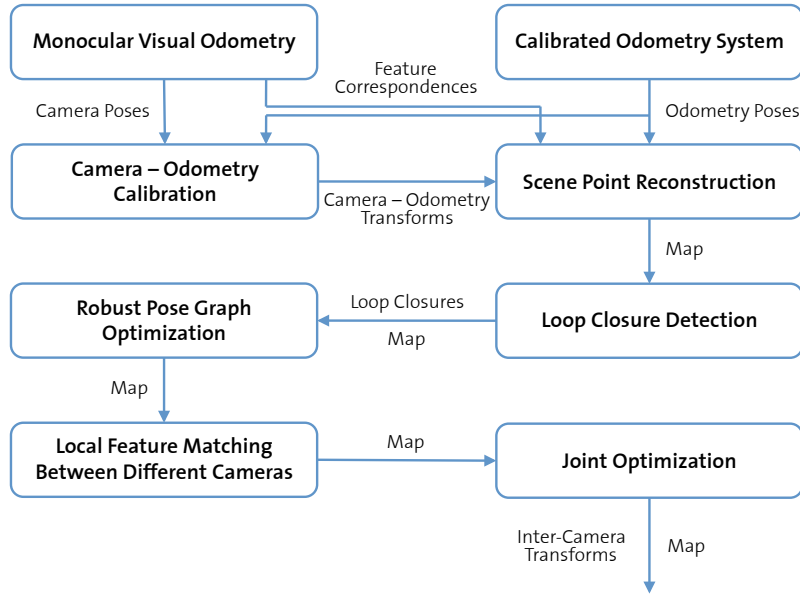 Monocular Visual Odometry
Calibrated Odometry System
Feature
Correspondences
Camera Poses
Odometry Poses
Camera – Odometry
Calibration
Camera – Odometry
Transforms
Scene Point Reconstruction
Map
Robust Pose Graph
Optimization
Loop Closures
Map
Loop Closure Detection
Map
Local Feature Matching
Between Different Cameras
Map
Joint Optimization
Inter-Camera
Transforms
Map